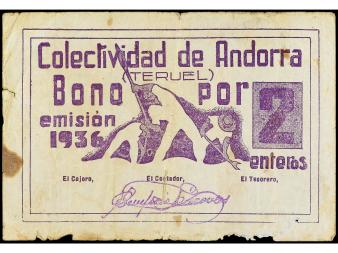 Colectividad de Andorra
(TERUEL)
Bono por 2
emisión
1936 enteros
El Cajero, El Contador, El Tesorero,